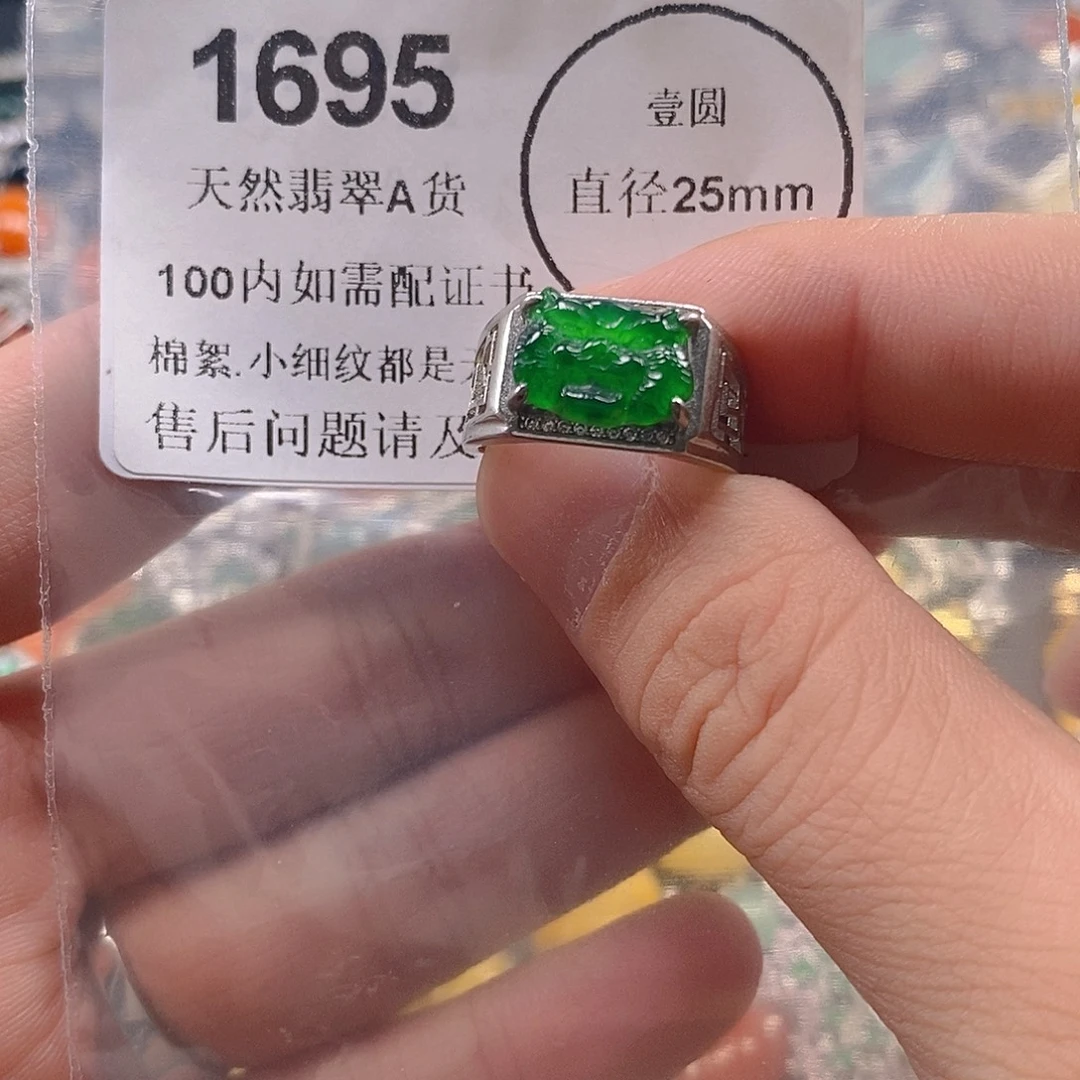 1695
壹圆
直径25mm
天然翡翠A货
100内如需配证书
棉絮.小细纹都是
售后问题请及